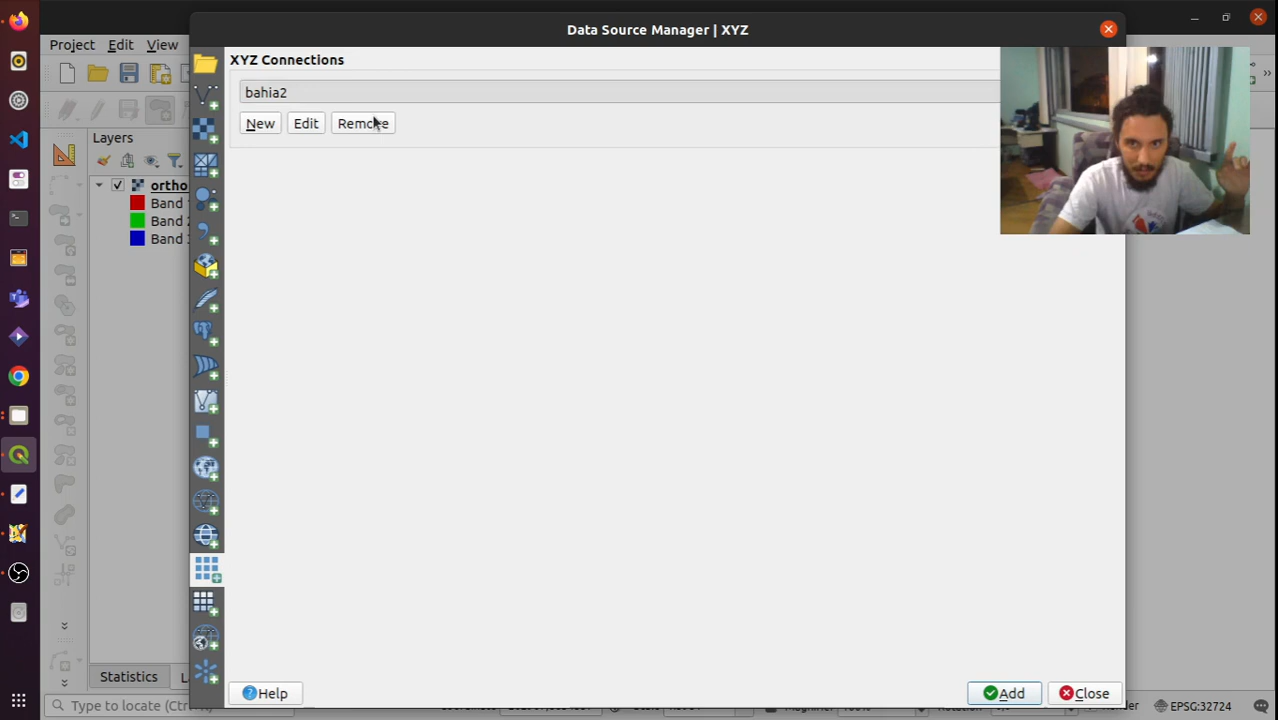 Data Source Manager | XYZ
Project Edit View
XYZ Connections
bahia2
New Edit Remove
Layers
ortho
Band
Band 2
Band
Statistics
Help
Add
Close
Type to locate (Ctrl+
EPSG:32724